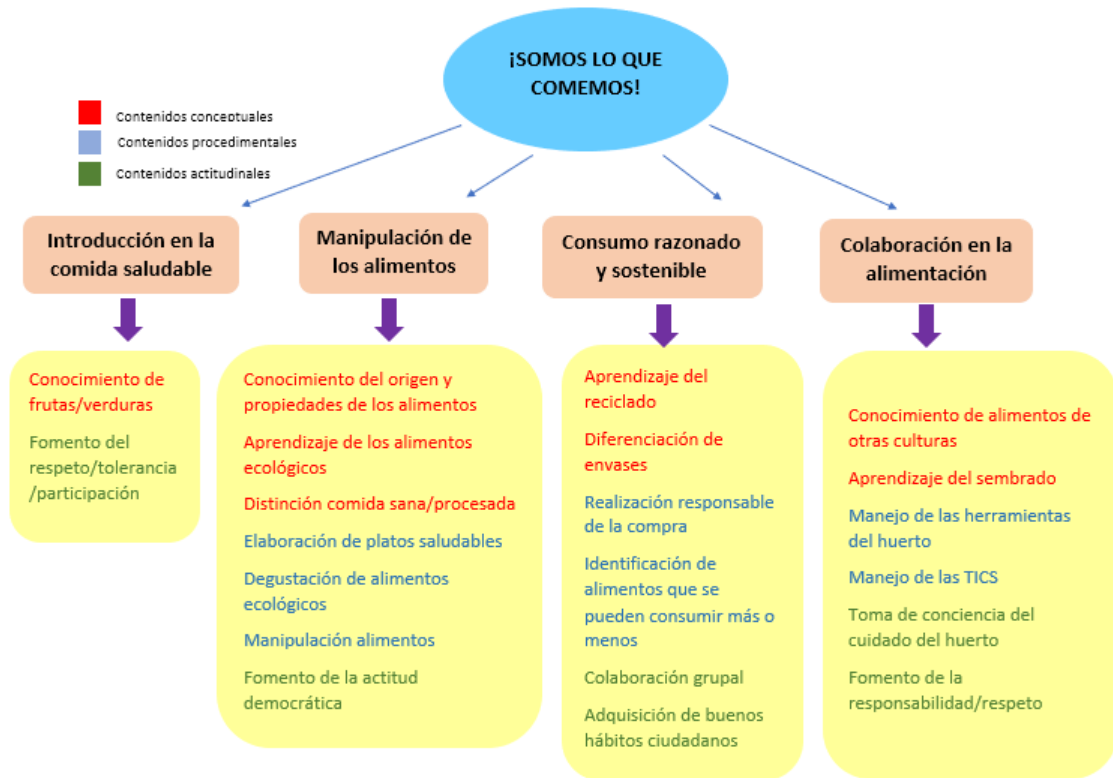 ¡SOMOS LO QUE
COMEMOS!
Contenidos conceptuales
Contenidos procedimentales
Contenidos actitudinales
Introducción en la
comida saludable
Conocimiento de
frutas/verduras
Fomento del
respeto/tolerancia
/participación
Manipulación de
los alimentos
Conocimiento del origen y
propiedades de los alimentos
Aprendizaje de los alimentos
ecológicos
Distinción comida sana/procesada
Elaboración de platos saludables
Degustación de alimentos
ecológicos
Manipulación alimentos
Fomento de la actitud
democrática
Consumo razonado
y sostenible
Aprendizaje del
reciclado
Diferenciación de
envases
Realización responsable
de la compra
Identificación de
alimentos que se
pueden consumir más o
menos
Colaboración grupal
Adquisición de buenos
hábitos ciudadanos
Colaboración en la
alimentación
Conocimiento de alimentos de
otras culturas
Aprendizaje del sembrado
Manejo de las herramientas
del huerto
Manejo de las TICS
Toma de conciencia del
cuidado del huerto
Fomento de la
responsabilidad/respeto